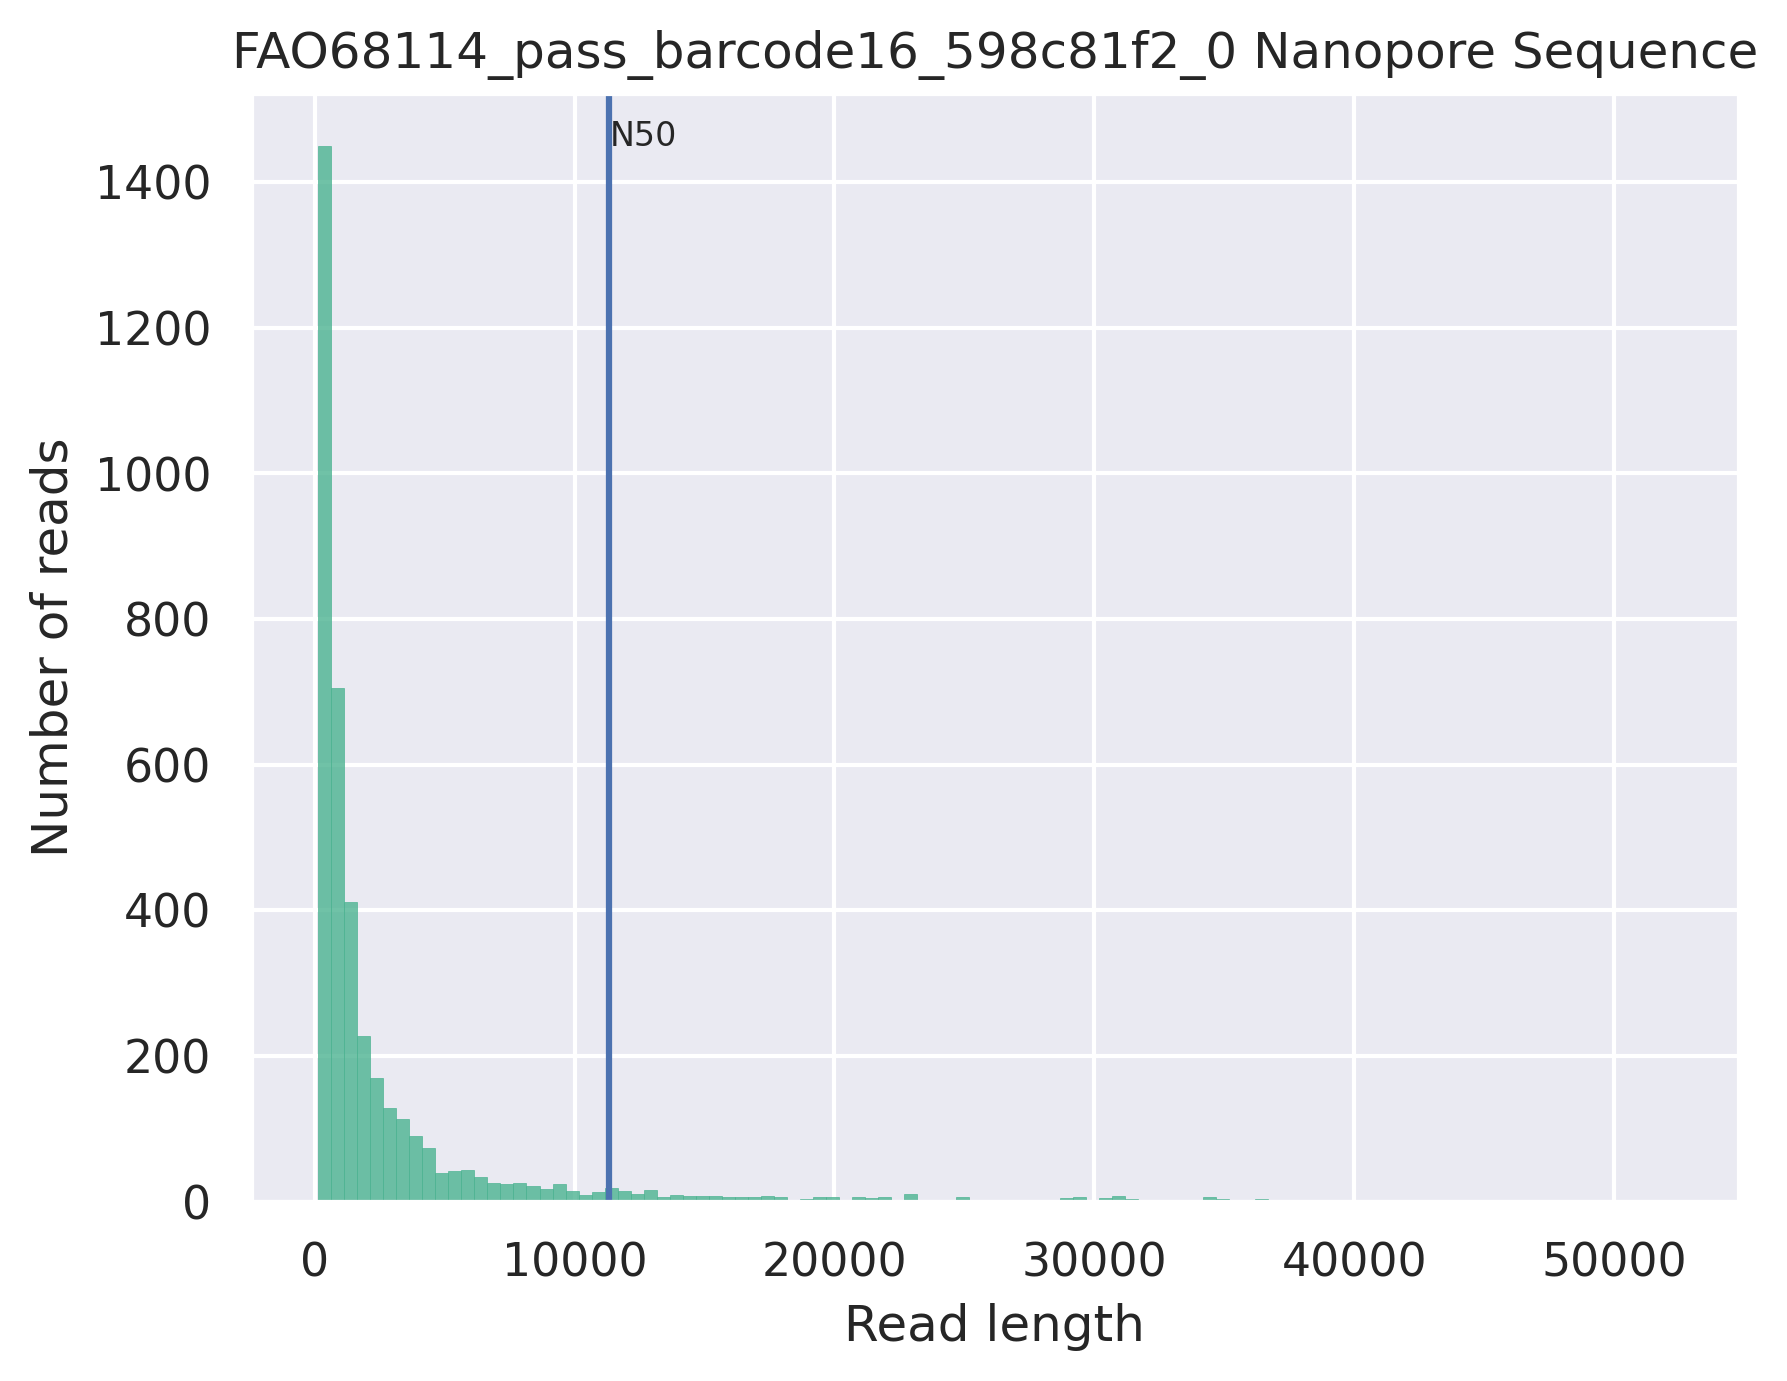 FAO68114_pass_barcode16_598c81f2_0 Nanopore Sequence
N50
1400
1200
1000
800
600
400
200
0
Number of reads
0 10000 20000 30000 40000 50000
Read length